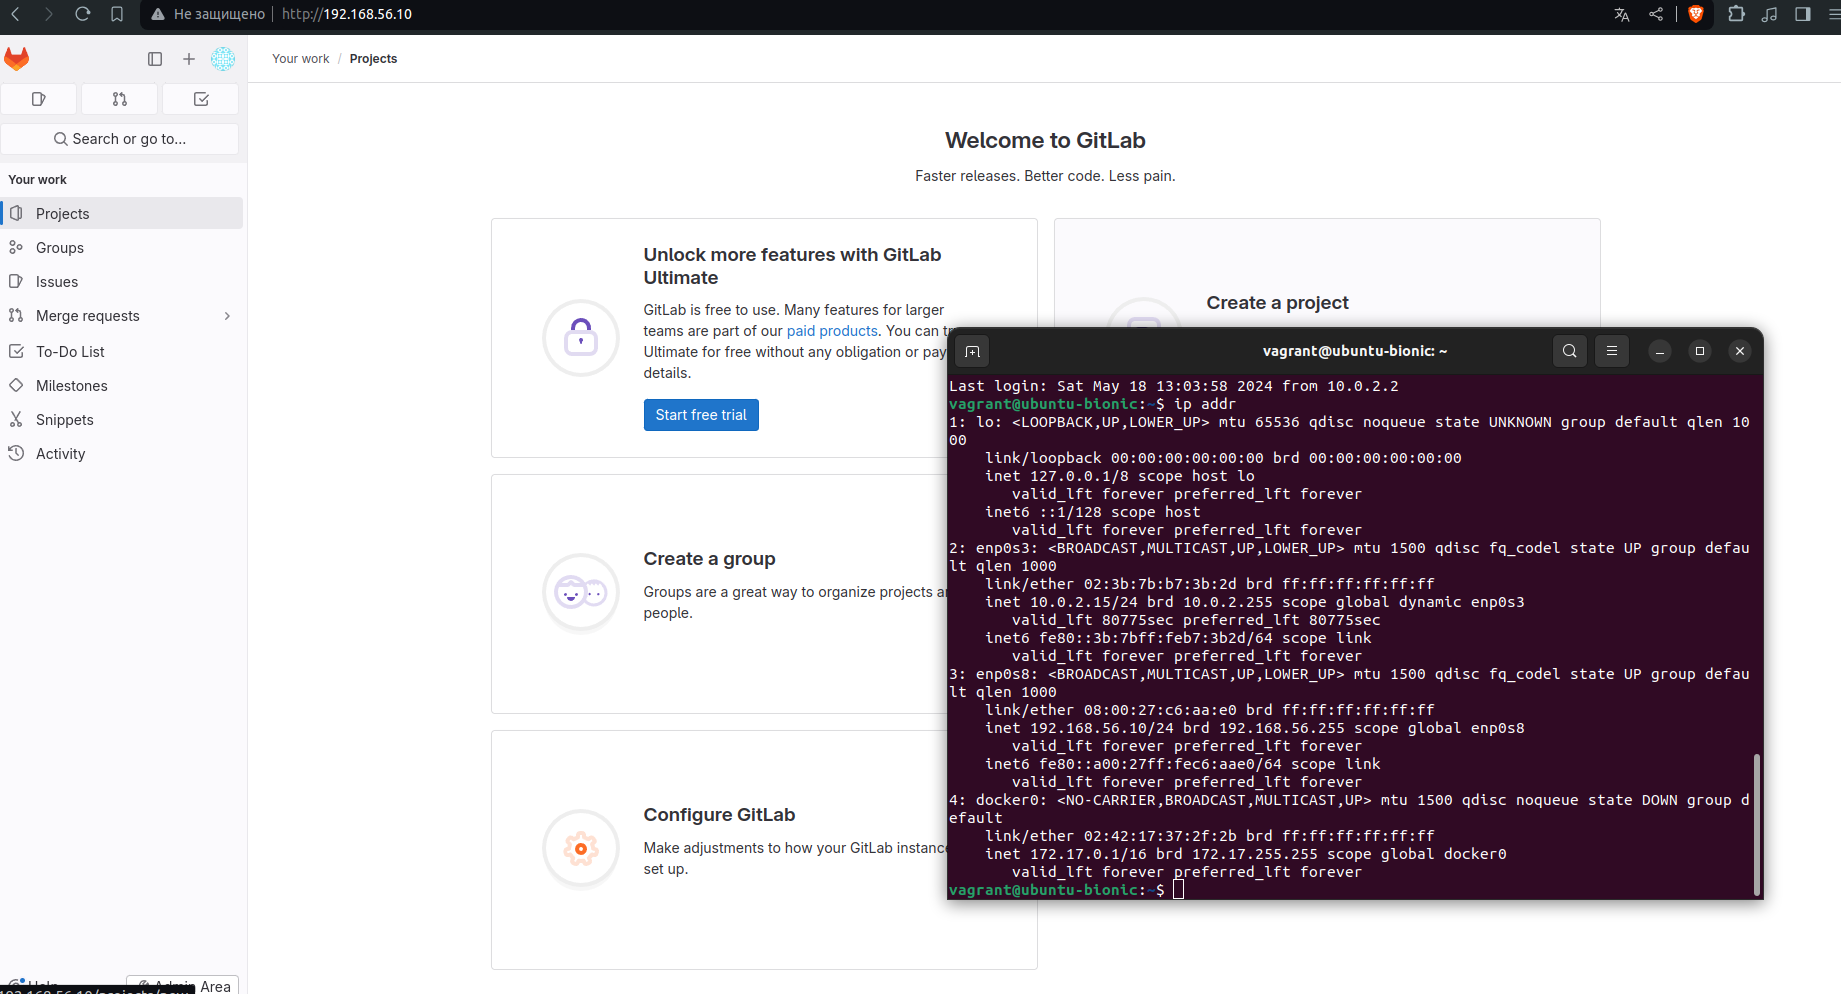 Не защищено http://192.168.56.10
Your work / Projects
Search or go to...
Your work
Projects
Groups
Issues
Merge requests
To-Do List
Milestones
Snippets
Activity
Help
Admin Area
Welcome to GitLab
Faster releases. Better code. Less pain.
Unlock more features with GitLab
Ultimate
GitLab is free to use. Many features for larger
teams are part of our paid products. You can
Ultimate for free without any obligation or
details.
Start free trial
Create a project
Create a group
Groups are a great way to organize projects
people.
Configure GitLab
Make adjustments to how your GitLab instance
set up.
vagrant@ubuntu-bionic: ~
Last login: Sat May 18 13:03:58 2024 from 10.0.2.2
vagrant@ubuntu-bionic:~$ ip addr
1: lo: <LOOPBACK,UP,LOWER_UP> mtu 65536 qdisc noqueue state UNKNOWN group default qlen 10
00
link/loopback 00:00:00:00:00:00 brd 00:00:00:00:00:00
inet 127.0.0.1/8 scope host lo
valid_lft forever preferred_lft forever
inet6 ::1/128 scope host
valid_lft forever preferred_lft forever
2: enp0s3: <BROADCAST,MULTICAST,UP,LOWER_UP> mtu 1500 qdisc fq_codel state UP group defau
lt qlen 1000
link/ether 02:3b:7b:b7:3b:2d brd ff:ff:ff:ff:ff:ff
inet 10.0.2.15/24 brd 10.0.2.255 scope global dynamic enp0s3
valid_lft 80775sec preferred_lft 80775sec
inet6 fe80::3b:7bff:feb7:3b2d/64 scope link
valid_lft forever preferred_lft forever
3: enp0s8: <BROADCAST,MULTICAST,UP,LOWER_UP> mtu 1500 qdisc fq_codel state UP group defau
lt qlen 1000
link/ether 08:00:27:c6:aa:e0 brd ff:ff:ff:ff:ff:ff
inet 192.168.56.10/24 brd 192.168.56.255 scope global enp0s8
valid_lft forever preferred_lft forever
inet6 fe80::a00:27ff:fec6:aae0/64 scope link
valid_lft forever preferred_lft forever
4: docker0: <NO-CARRIER,BROADCAST,MULTICAST,UP> mtu 1500 qdisc noqueue state DOWN group d
efault
link/ether 02:42:17:37:2f:2b brd ff:ff:ff:ff:ff:ff
inet 172.17.0.1/16 brd 172.17.255.255 scope global docker0
valid_lft forever preferred_lft forever
vagrant@ubuntu-bionic:~$